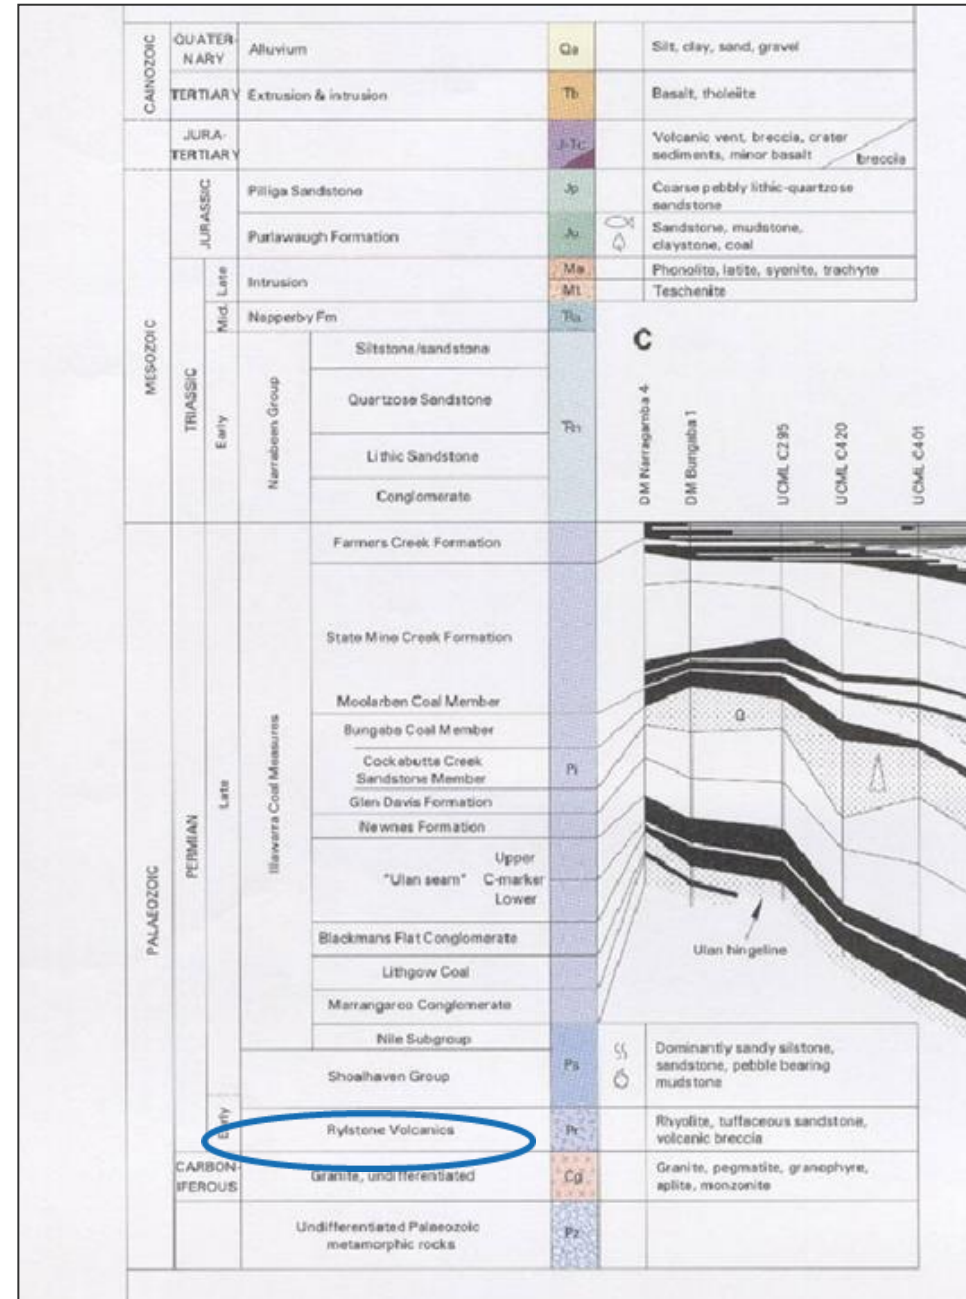 CAINOZOIC
QUATER-
NARY
Alluvium
Qa
Silt, clay, sand, gravel
TERTIARY
Extrusion & intrusion
Tb
Basalt, tholeiite
JURA-
TERTIARY
J-Tc
Volcanic vent, breccia, crater
sediments, minor basalt
breccia
MESOZOIC
JURASSIC
Pilliga Sandstone
Jp
Coarse pebbly lithic-quartzose
sandstone
Purlawaugh Formation
Ju
Sandstone, mudstone,
claystone, coal
TRIASSIC
Late
Intrusion
Ma
Phonolite, latite, syenite, trachyte
Mt
Teschenite
Mid.
Napperby Fm
Early
Narrabeen Group
Siltstone/sandstone
Quartzose Sandstone
Lithic Sandstone
Conglomerate
C
DM Narragamba 4
DM Bungaba 1
UCML C295
UCML C420
UCML C401
PALAEOZOIC
PERMIAN
Late
Illawarra Coal Measures
Farmers Creek Formation
State Mine Creek Formation
Moolarben Coal Member
Bungaba Coal Member
Cockabutta Creek
Sandstone Member
Glen Davis Formation
Newnes Formation
Pi
Q
Upper
"Ulan seam" C-marker
Lower
Blackmans Flat Conglomerate
Ulan hingeline
Lithgow Coal
Marrangaroo Conglomerate
Nile Subgroup
Shoalhaven Group
Ps
Dominantly sandy silstone,
sandstone, pebble bearing
mudstone
Early
Rylstone Volcanics
Pr
Rhyolite, tuffaceous sandstone,
volcanic breccia
CARBON-
IFEROUS
Granite, undifferentiated
Cg
Granite, pegmatite, granophyre,
aplite, monzonite
Undifferentiated Palaeozoic
metamorphic rocks
Pz